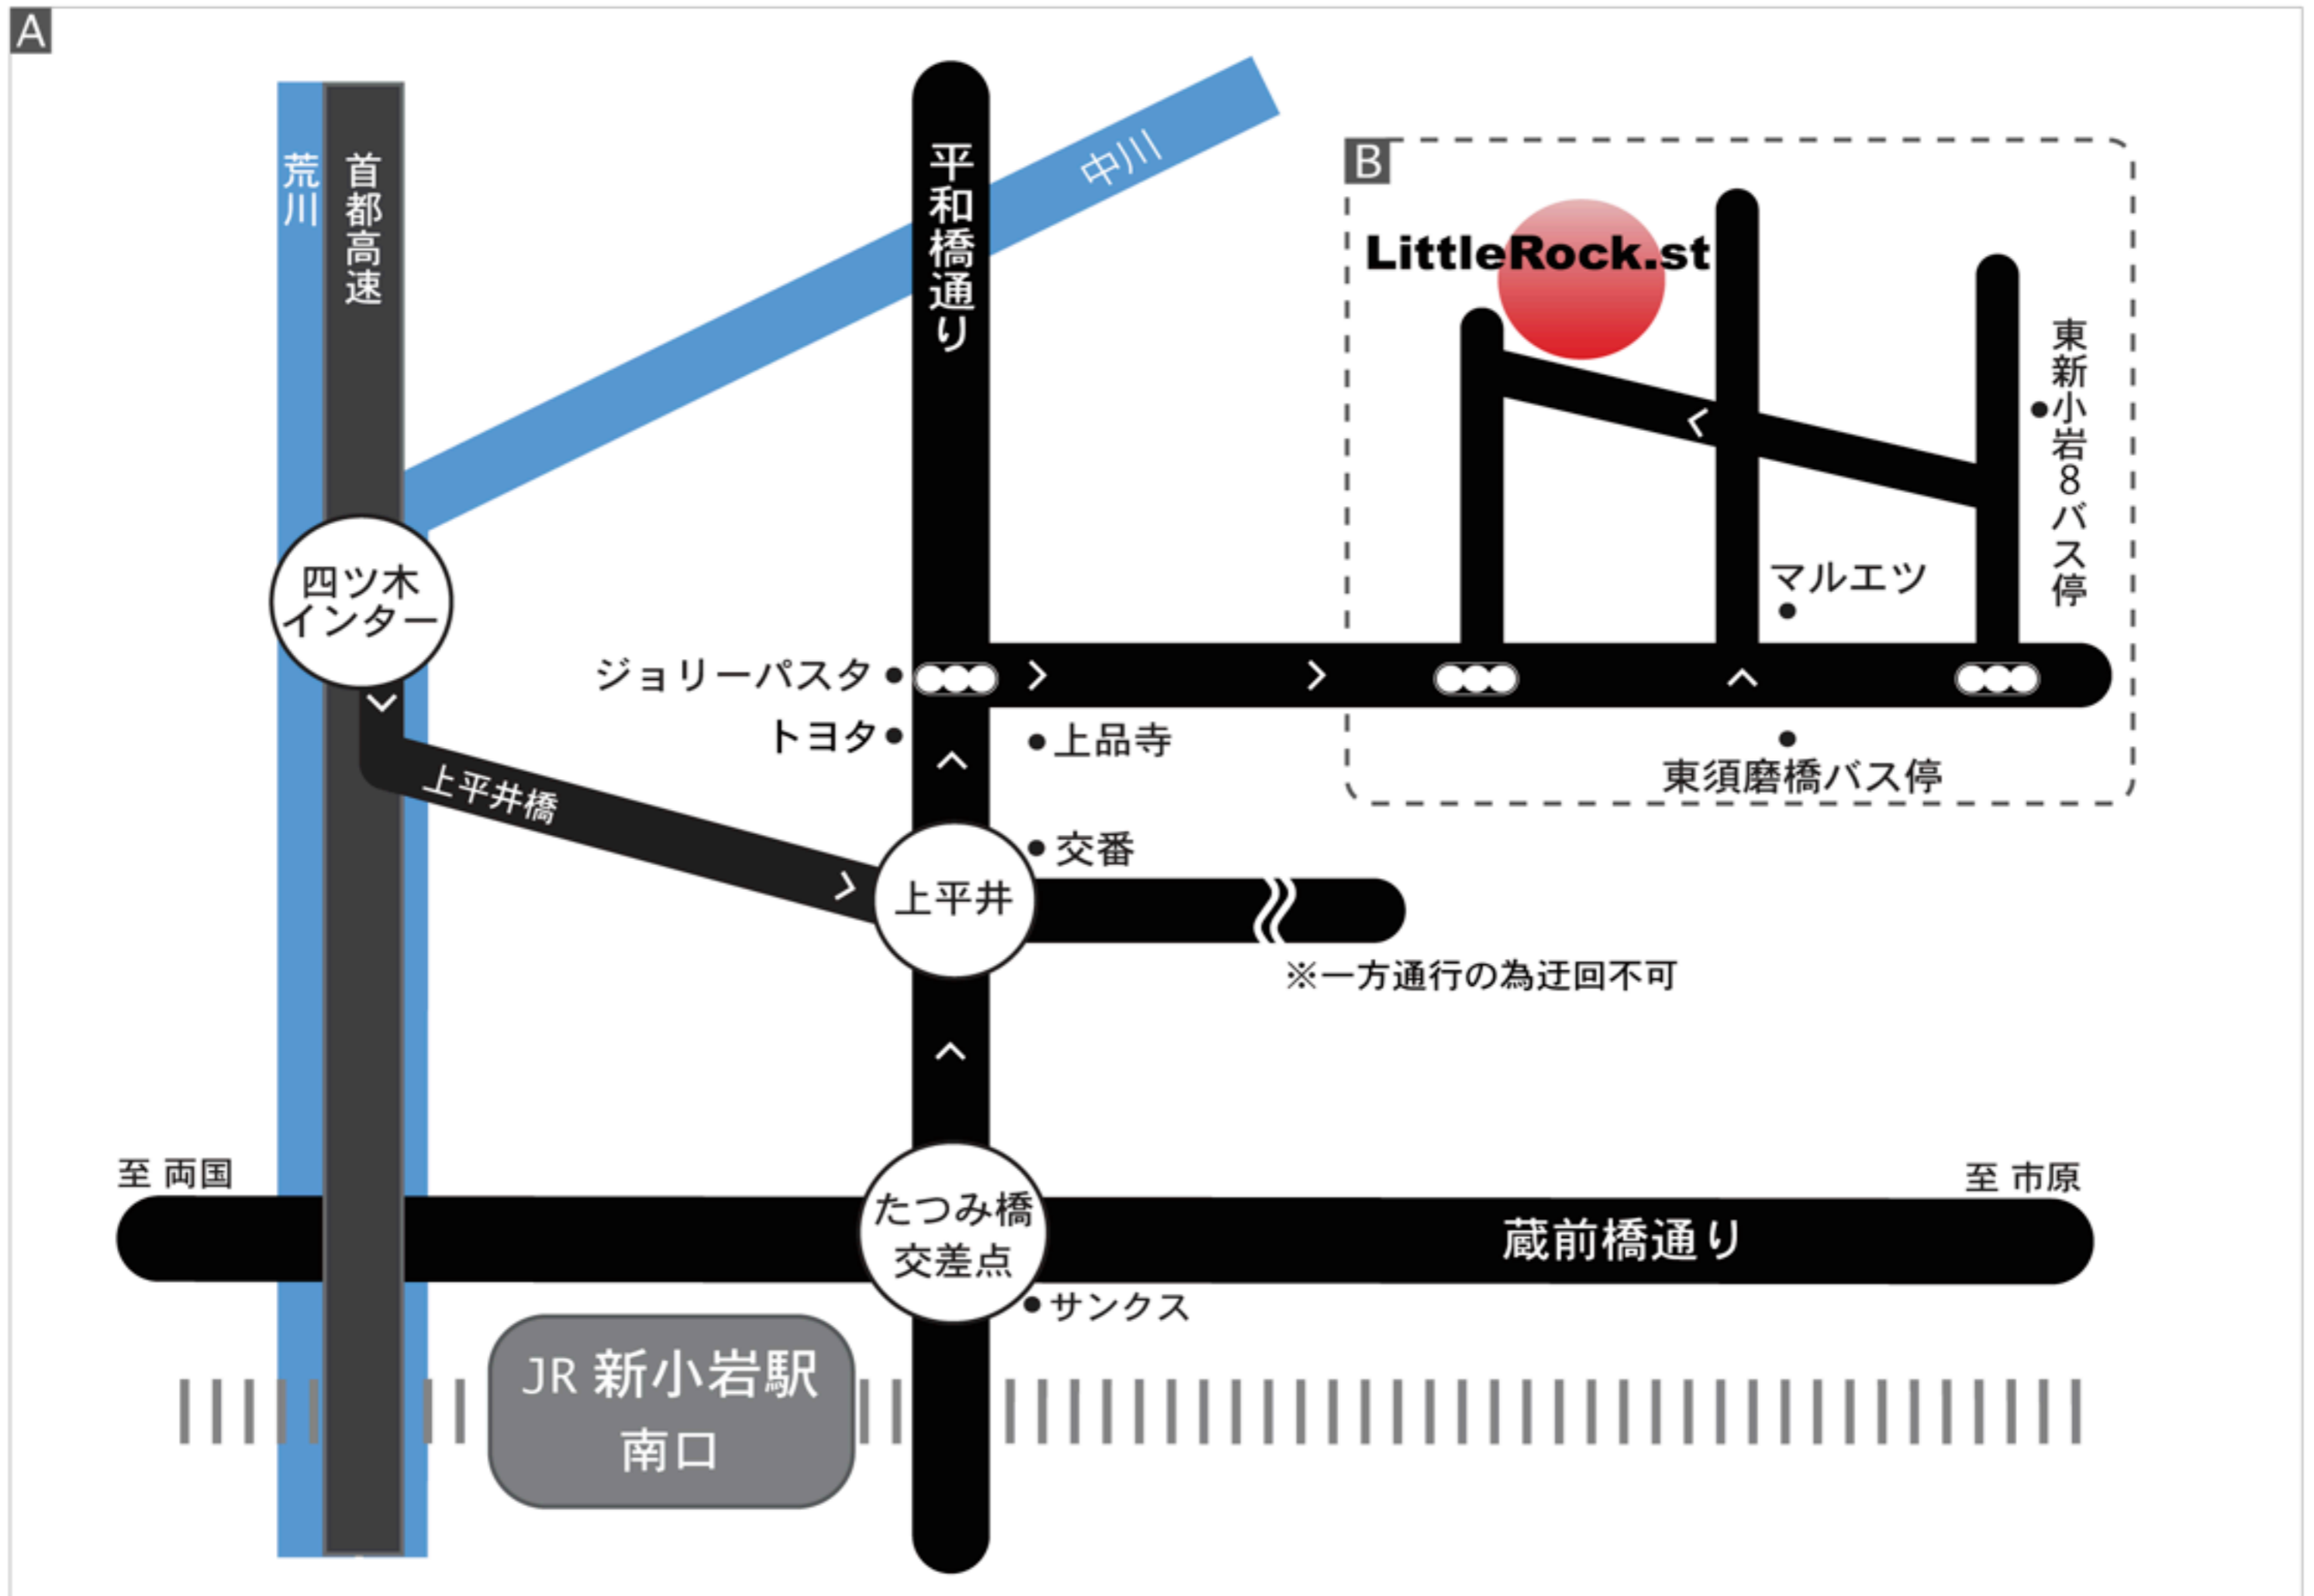 A
荒川
首都高速
平和橋通り
中川
B
LittleRock.st
東新小岩8バス停
四ツ木
インター
マルエツ
ジョリーパスタ
トヨタ
上品寺
東須磨橋バス停
上平井橋
交番
上平井
※一方通行の為迂回不可
至 両国
至 市原
たつみ橋
交差点
蔵前橋通り
サンクス
JR 新小岩駅
南口